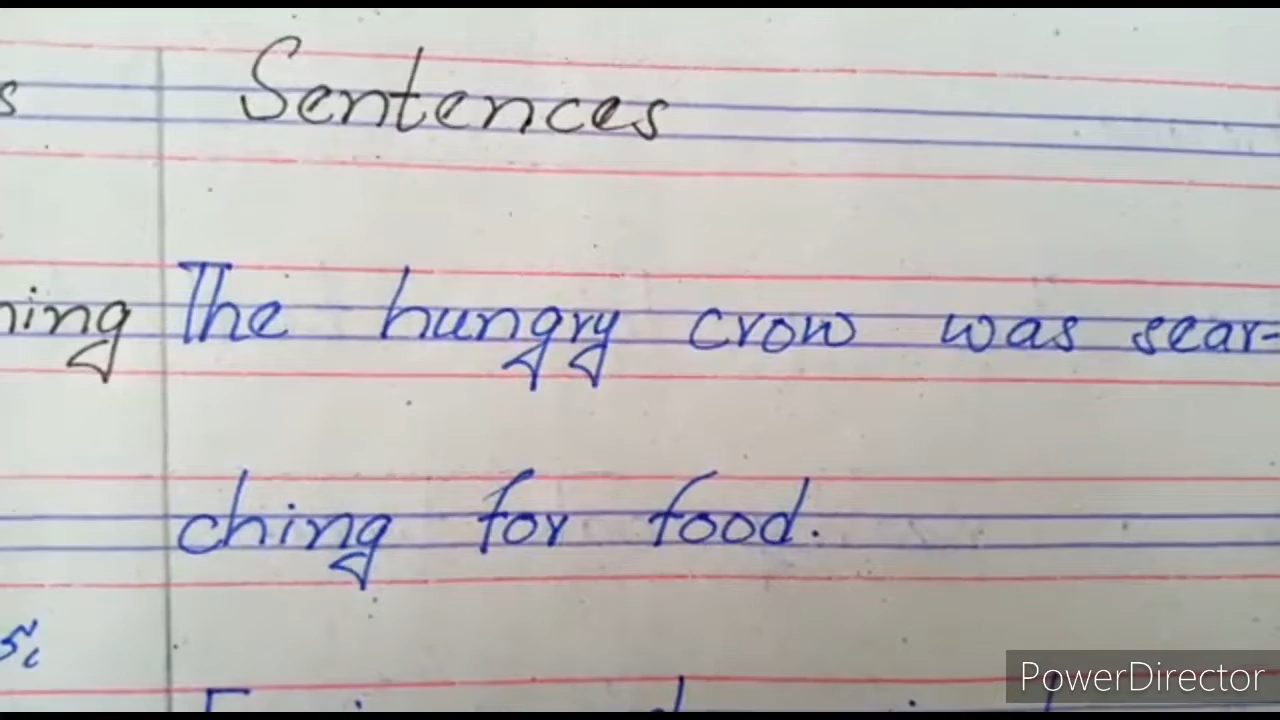 Sentences
The hungry crow was sear-
ching for food.
PowerDirector